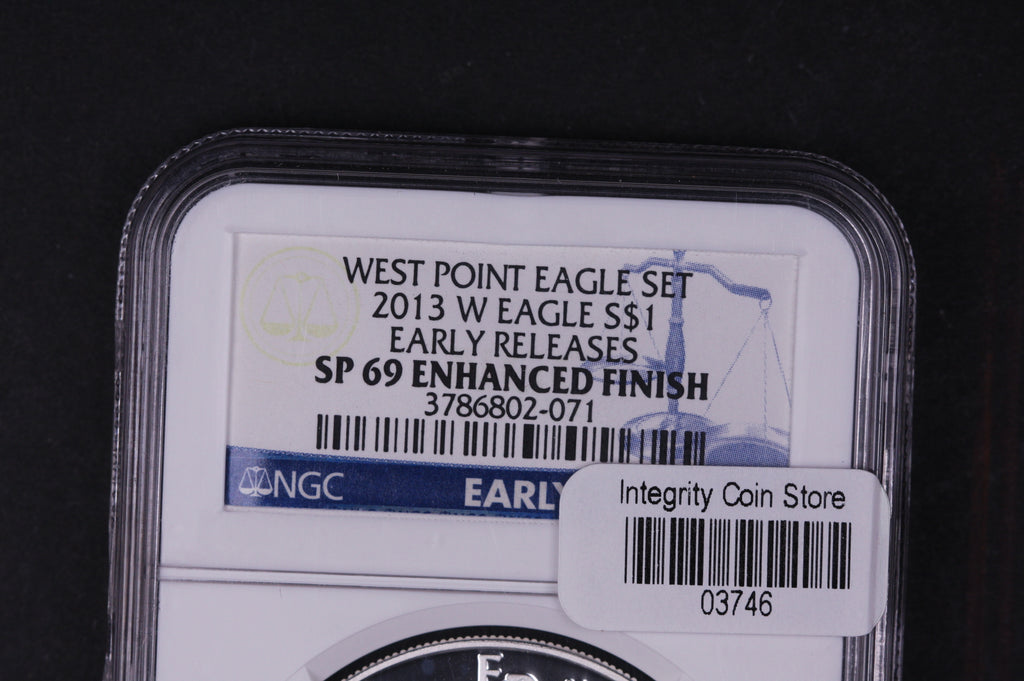 WEST POINT EAGLE SET
2013 W EAGLE S$1
EARLY RELEASES
SP 69 ENHANCED FINISH
3786802-071
NGC
EARLY
Integrity Coin Store
03746